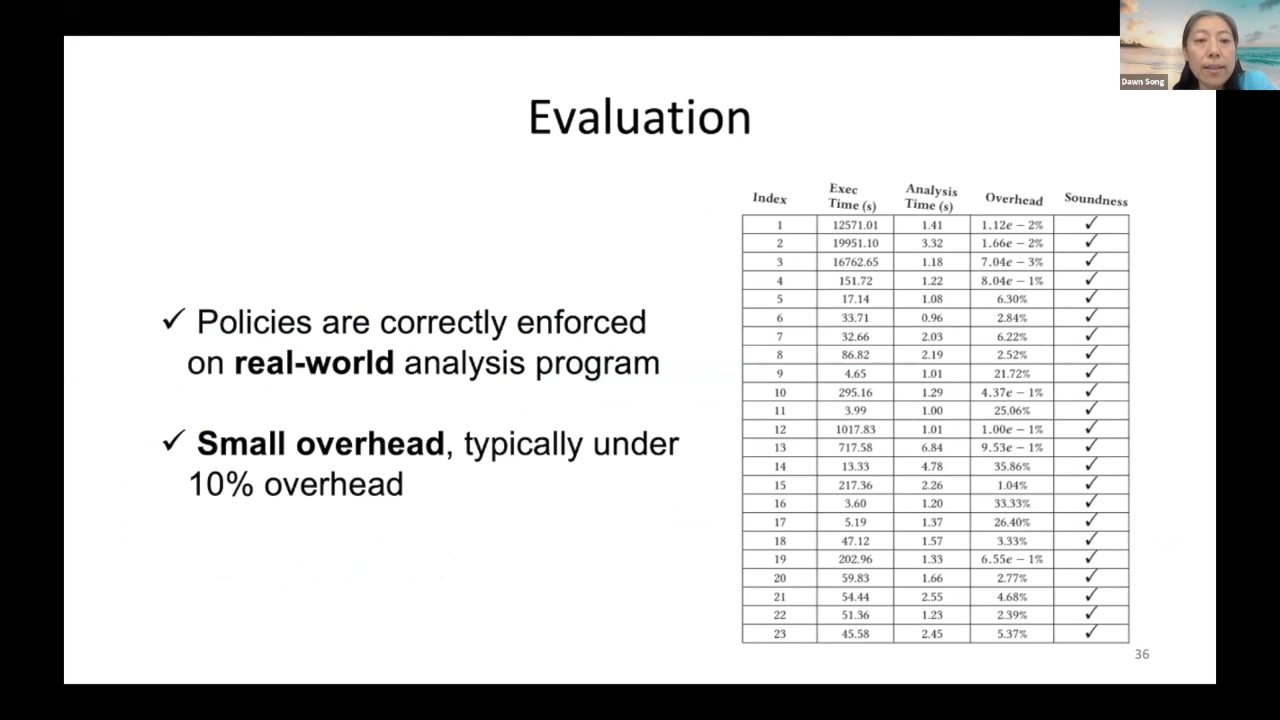 Dawn Song
Evaluation
✓ Policies are correctly enforced
on real-world analysis program
✓ Small overhead, typically under
10% overhead
Index Exec Time (s) Analysis Time (s) Overhead Soundness
1 12571.01 1.41 1.12e − 2% ✓
2 19951.10 3.32 1.66e − 2% ✓
3 16762.65 1.18 7.04e − 3% ✓
4 151.72 1.22 8.04e − 1% ✓
5 17.14 1.08 6.30% ✓
6 33.71 0.96 2.84% ✓
7 32.66 2.03 6.22% ✓
8 86.82 2.19 2.52% ✓
9 4.65 1.01 21.72% ✓
10 295.16 1.29 4.37e − 1% ✓
11 3.99 1.00 25.06% ✓
12 1017.83 1.01 1.00e − 1% ✓
13 717.58 6.84 9.53e − 1% ✓
14 13.33 4.78 35.86% ✓
15 217.36 2.26 1.04% ✓
16 3.60 1.20 33.33% ✓
17 5.19 1.37 26.40% ✓
18 47.12 1.57 3.33% ✓
19 202.96 1.33 6.55e − 1% ✓
20 59.83 1.66 2.77% ✓
21 54.44 2.55 4.68% ✓
22 51.36 1.23 2.39% ✓
23 45.58 2.45 5.37% ✓
36